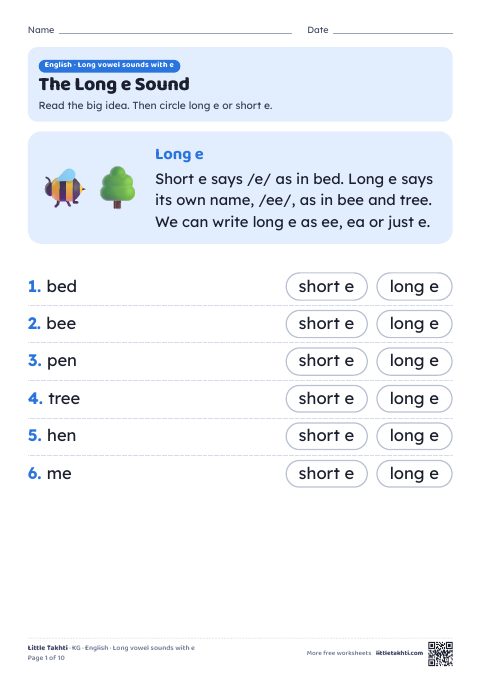 Name Date
English · Long vowel sounds with e
The Long e Sound
Read the big idea. Then circle long e or short e.
Long e
Short e says /e/ as in bed. Long e says
its own name, /ee/, as in bee and tree.
We can write long e as ee, ea or just e.
1. bed short e long e
2. bee short e long e
3. pen short e long e
4. tree short e long e
5. hen short e long e
6. me short e long e
Little Takhti · KG · English · Long vowel sounds with e
Page 1 of 10
More free worksheets littletakhti.com